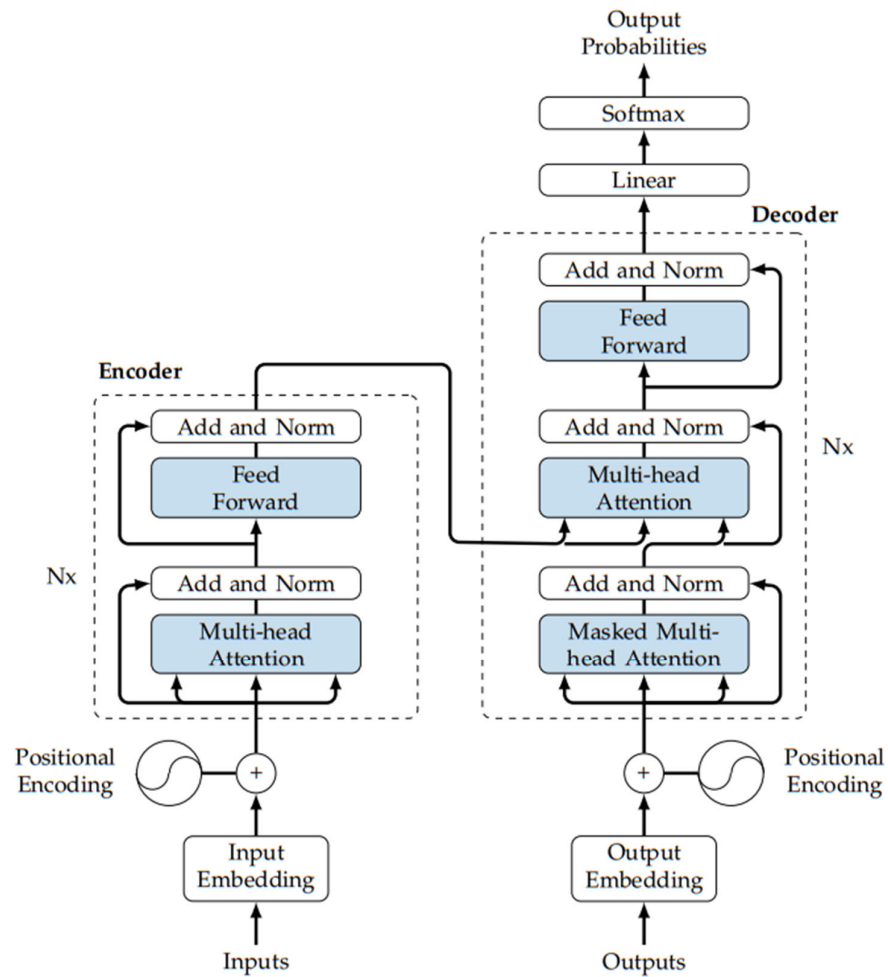 Output
Probabilities
Softmax
Linear
Decoder
Add and Norm
Feed
Forward
Encoder
Add and Norm
Feed
Forward
Add and Norm
Multi-head
Attention
Nx
Nx
Add and Norm
Multi-head
Attention
Add and Norm
Masked Multi-
head Attention
Positional
Encoding
+
+
Positional
Encoding
Input
Embedding
Output
Embedding
Inputs
Outputs